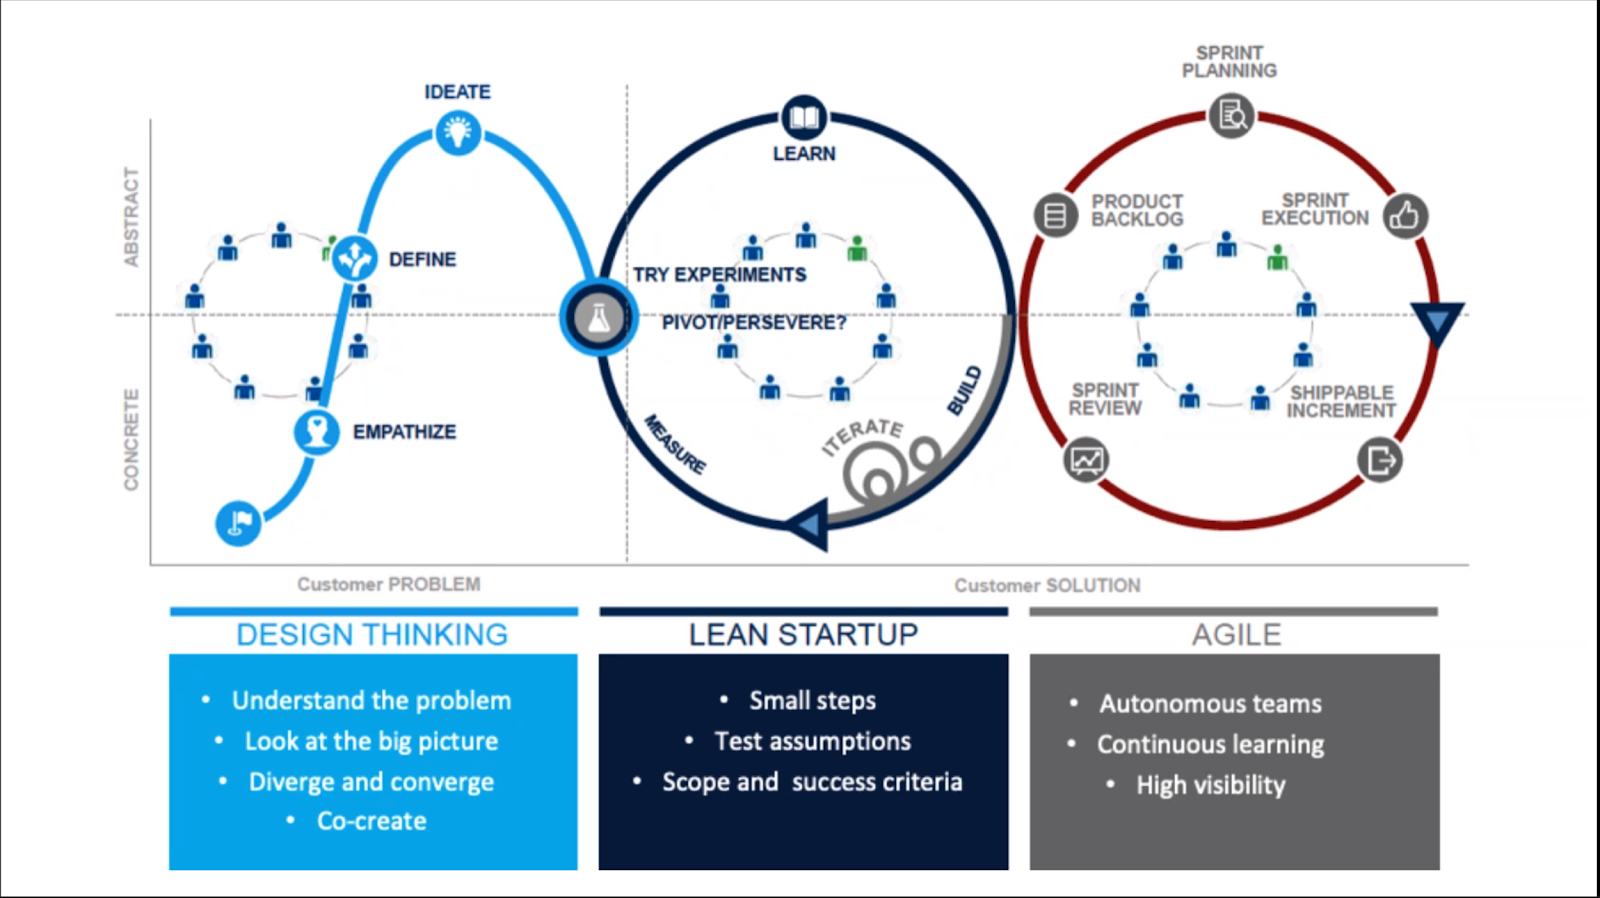 IDEATE
DEFINE
EMPATHIZE
ABSTRACT
CONCRETE
LEARN
TRY EXPERIMENTS
PIVOT/PERSEVERE?
MEASURE
ITERATE
BUILD
SPRINT
PLANNING
PRODUCT
BACKLOG
SPRINT
EXECUTION
SPRINT
REVIEW
SHIPPABLE
INCREMENT
Customer PROBLEM
Customer SOLUTION
DESIGN THINKING
• Understand the problem
• Look at the big picture
• Diverge and converge
• Co-create
LEAN STARTUP
• Small steps
• Test assumptions
• Scope and  success criteria
AGILE
• Autonomous teams
• Continuous learning
• High visibility